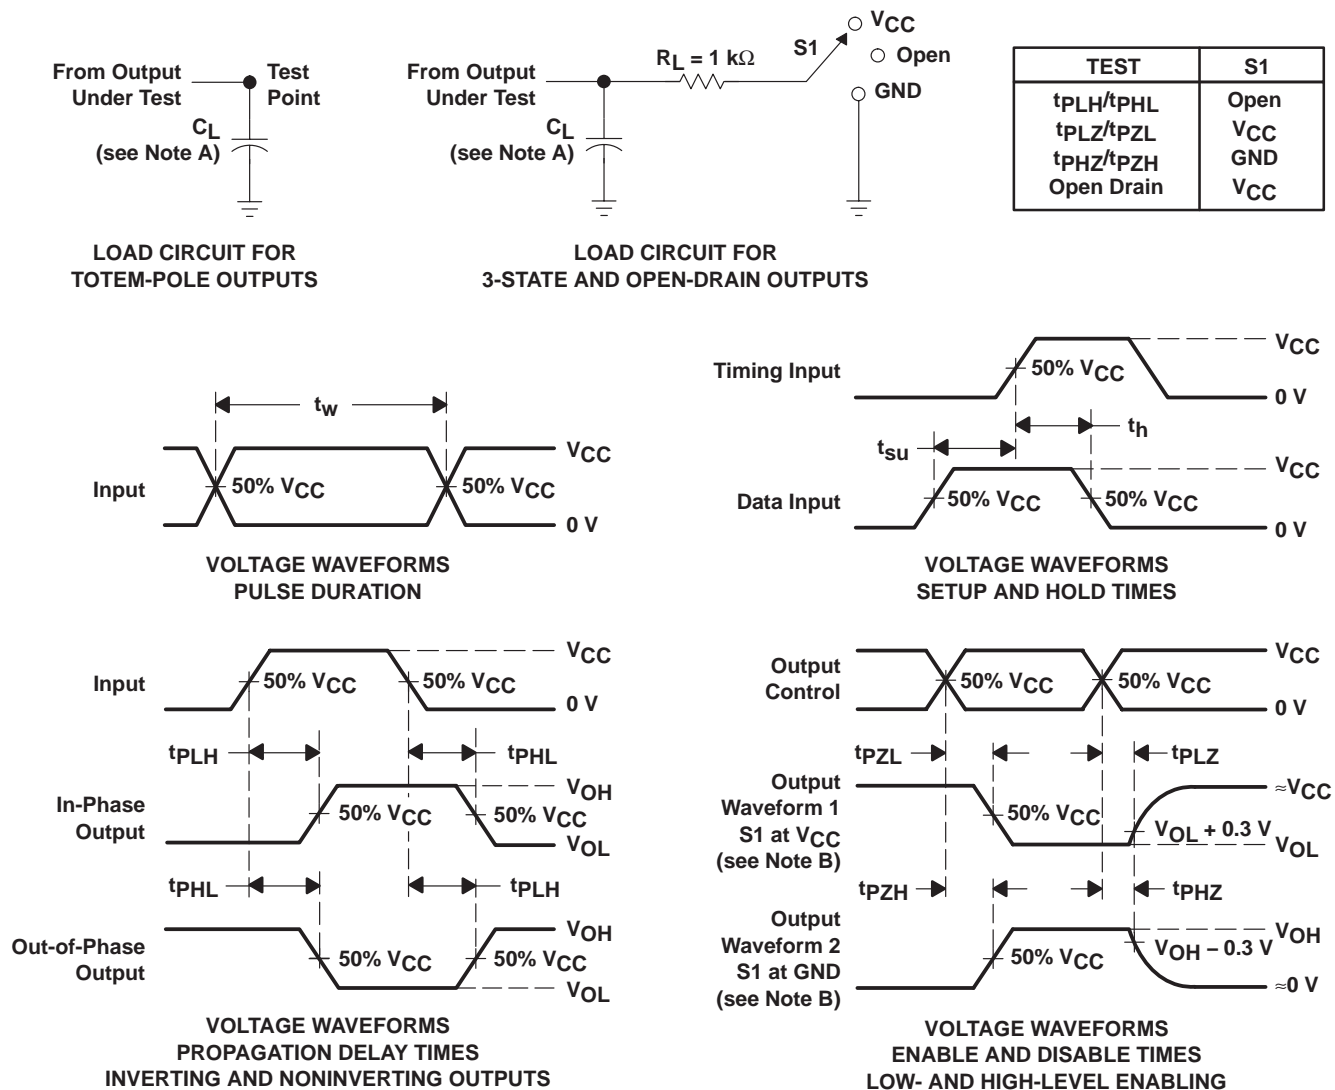 From Output
Under Test
Test
Point
CL
(see Note A)
LOAD CIRCUIT FOR
TOTEM-POLE OUTPUTS
From Output
Under Test
RL = 1 kΩ
S1
VCC
Open
GND
CL
(see Note A)
LOAD CIRCUIT FOR
3-STATE AND OPEN-DRAIN OUTPUTS
TEST S1
tPLH/tPHL Open
tPLZ/tPZL VCC
tPHZ/tPZH GND
Open Drain VCC
tw
Input
50% VCC
50% VCC
VCC
0 V
VOLTAGE WAVEFORMS
PULSE DURATION
Timing Input
50% VCC
VCC
0 V
tsu
th
Data Input
50% VCC
50% VCC
VCC
0 V
VOLTAGE WAVEFORMS
SETUP AND HOLD TIMES
Input
50% VCC
50% VCC
VCC
0 V
tPLH
tPHL
In-Phase
Output
50% VCC
50% VCC
VOH
VOL
tPHL
tPLH
Out-of-Phase
Output
50% VCC
50% VCC
VOH
VOL
VOLTAGE WAVEFORMS
PROPAGATION DELAY TIMES
INVERTING AND NONINVERTING OUTPUTS
Output
Control
50% VCC
50% VCC
VCC
0 V
tPZL
tPLZ
Output
Waveform 1
S1 at VCC
(see Note B)
50% VCC
VOL + 0.3 V
≈VCC
VOL
tPZH
tPHZ
Output
Waveform 2
S1 at GND
(see Note B)
50% VCC
VOH − 0.3 V
VOH
≈0 V
VOLTAGE WAVEFORMS
ENABLE AND DISABLE TIMES
LOW- AND HIGH-LEVEL ENABLING